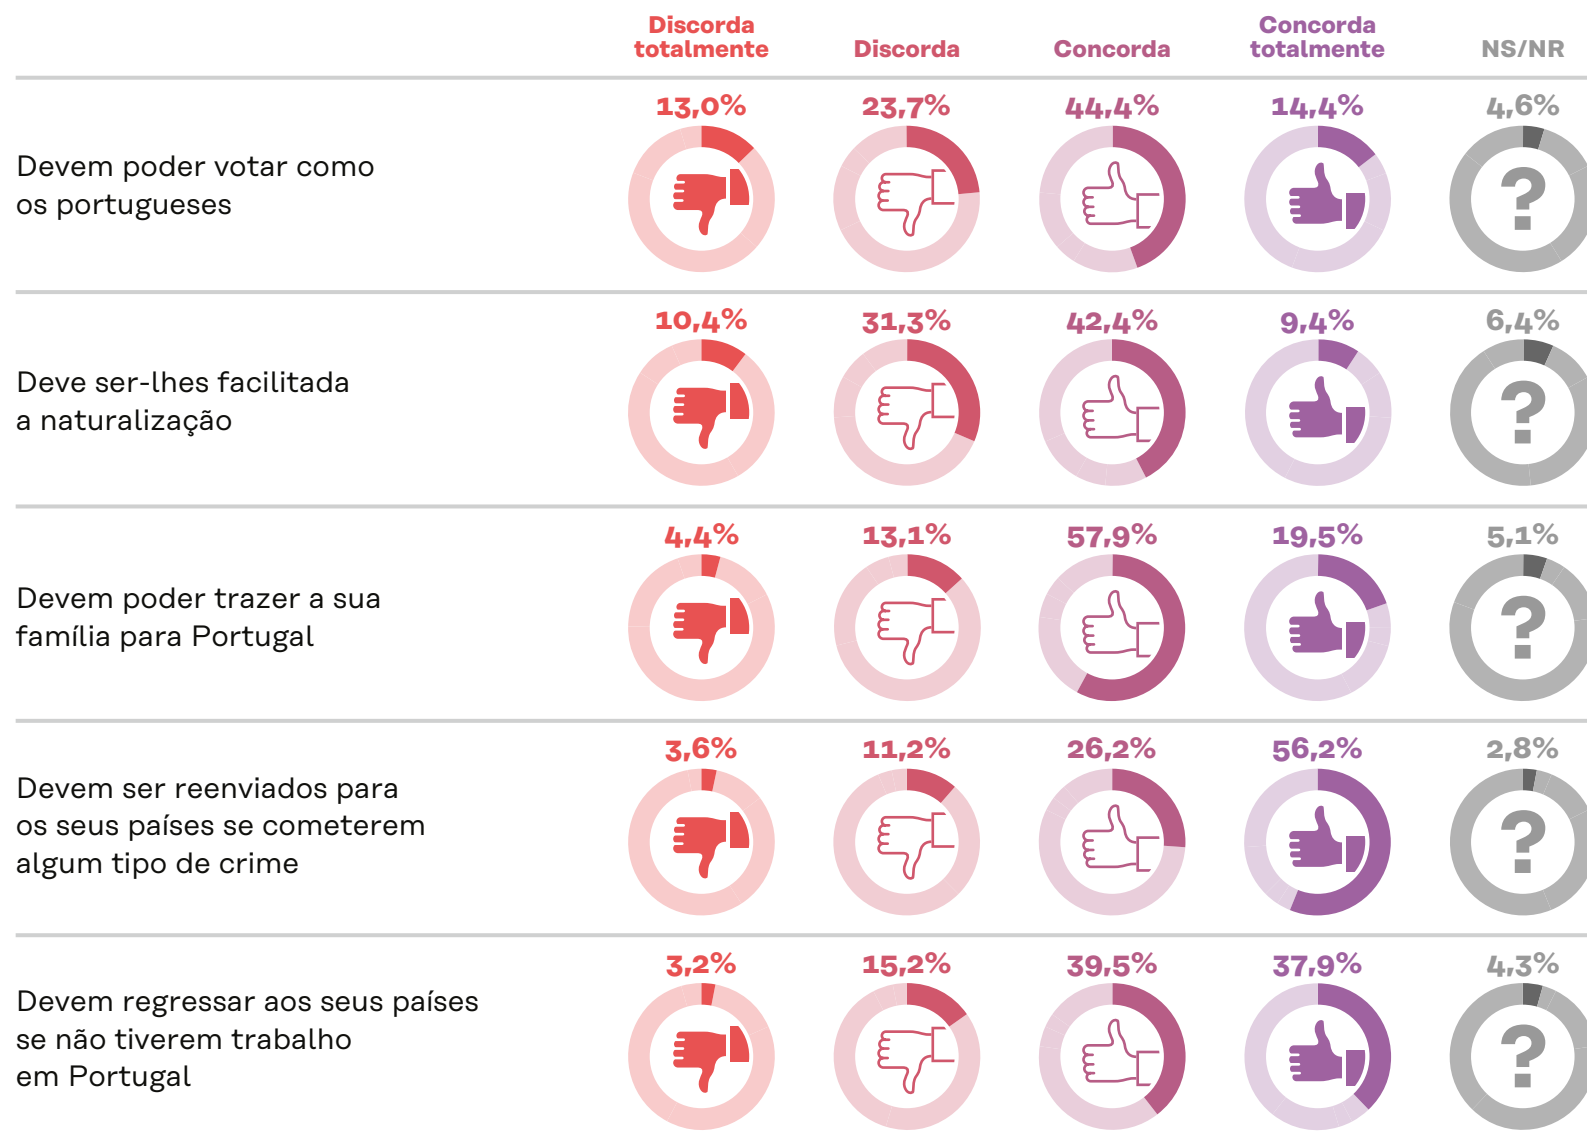 Discorda
totalmente
Discorda
Concorda
Concorda
totalmente
NS/NR
13,0% 23,7% 44,4% 14,4% 4,6%
Devem poder votar como
os portugueses
?
10,4% 31,3% 42,4% 9,4% 6,4%
Deve ser-lhes facilitada
a naturalização
?
4,4% 13,1% 57,9% 19,5% 5,1%
Devem poder trazer a sua
família para Portugal
?
3,6% 11,2% 26,2% 56,2% 2,8%
Devem ser reenviados para
os seus países se cometerem
algum tipo de crime
?
3,2% 15,2% 39,5% 37,9% 4,3%
Devem regressar aos seus países
se não tiverem trabalho
em Portugal
?